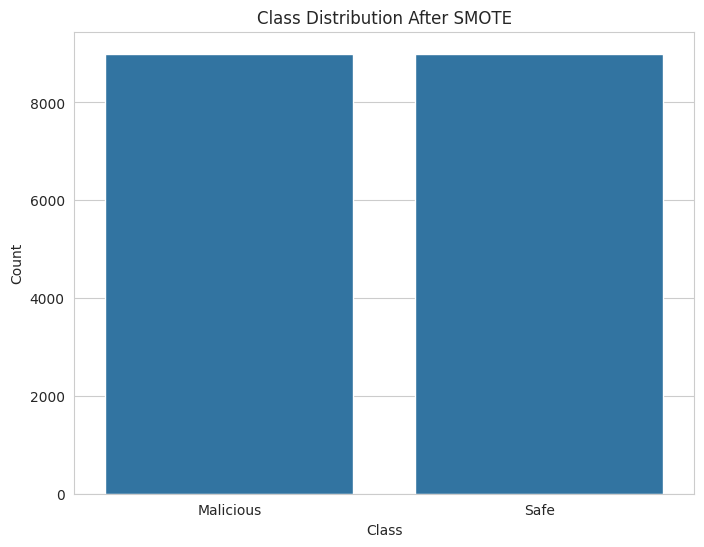 Class Distribution After SMOTE
Count
8000
6000
4000
2000
0
Malicious
Safe
Class